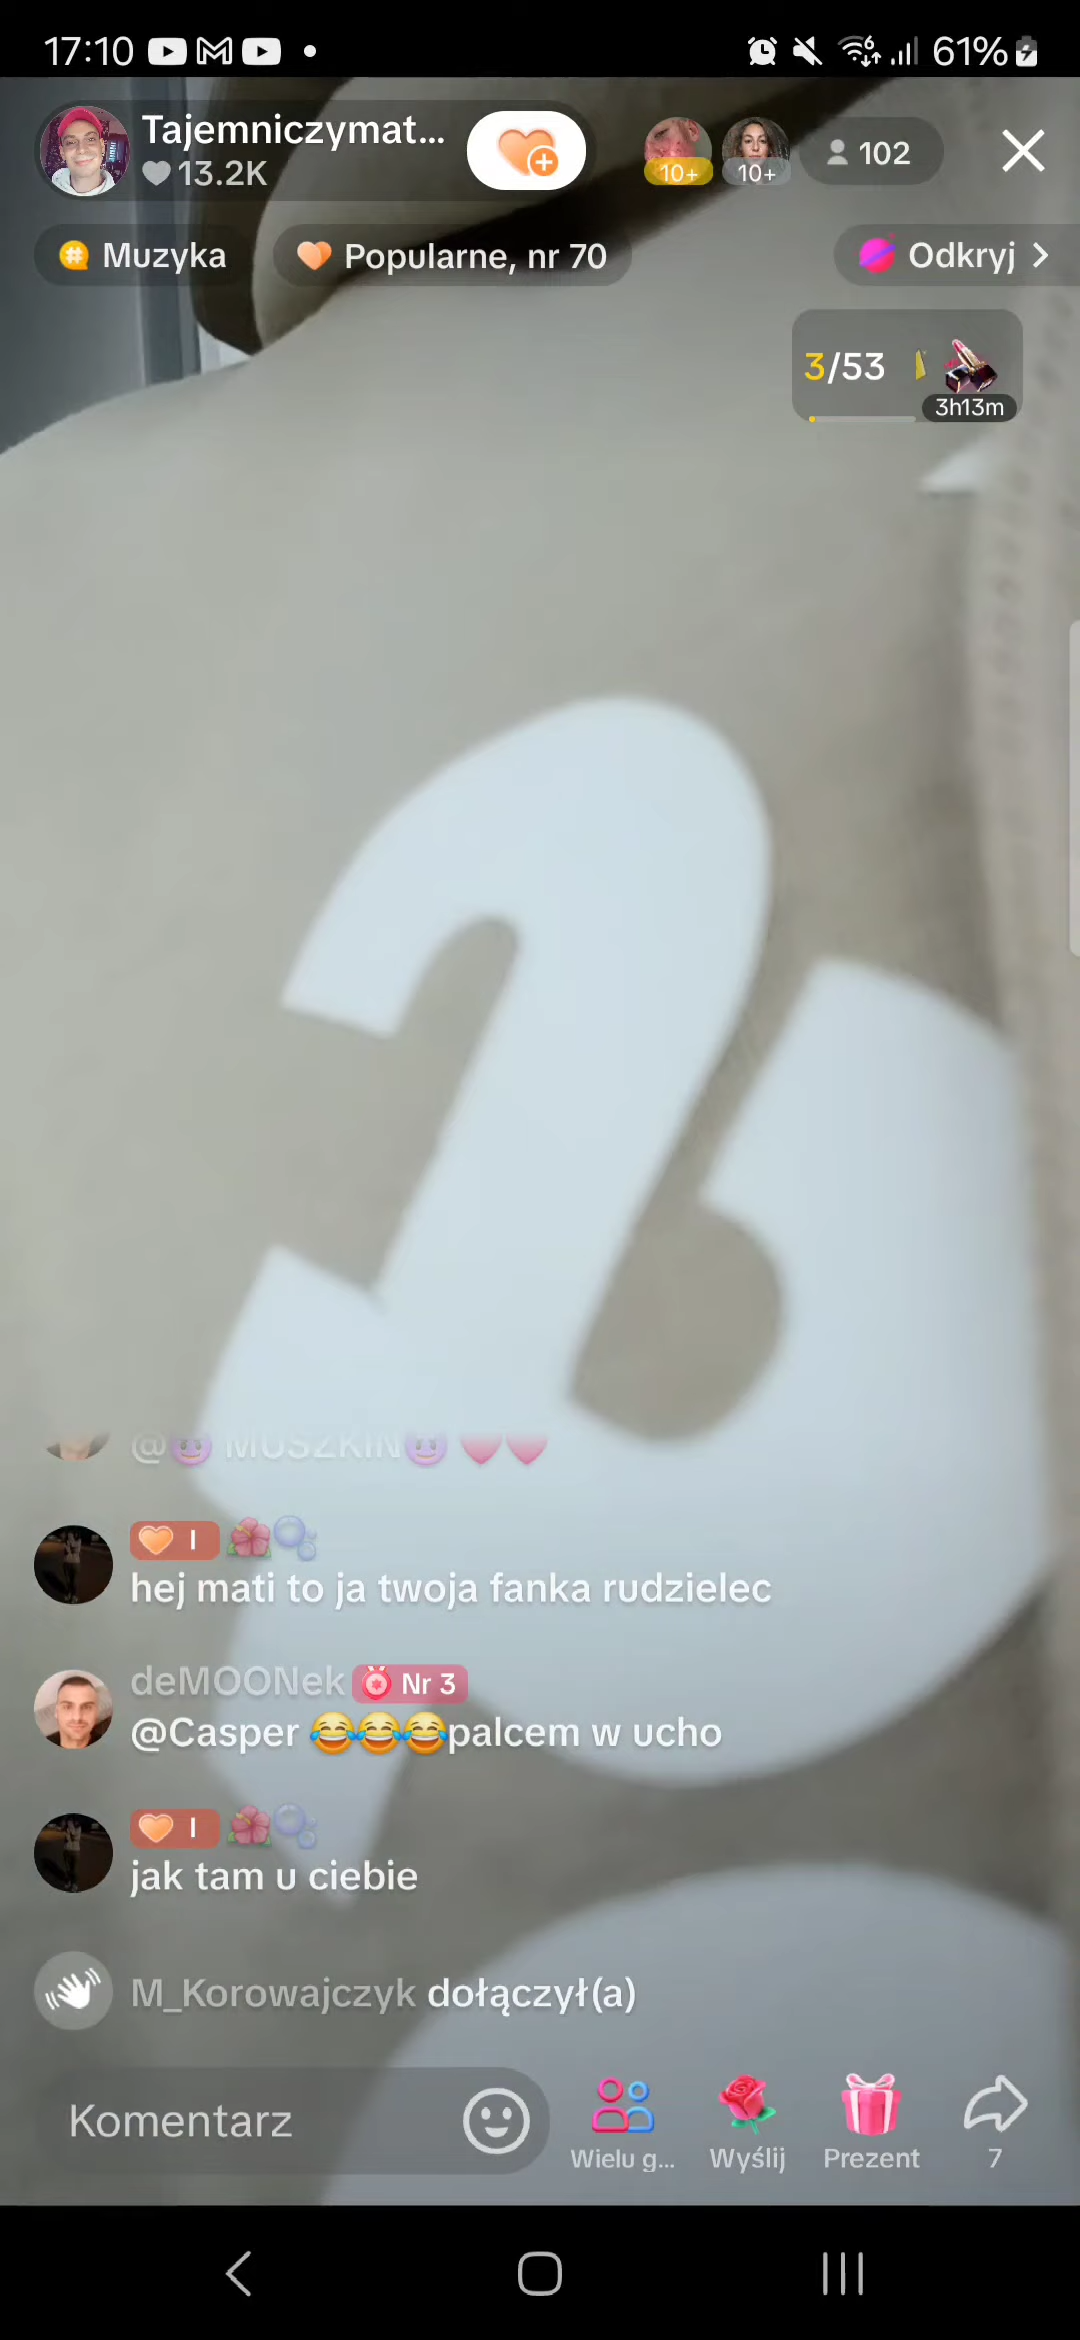 17:10
61%
Tajemniczymat...
13.2K
10+
10+
102
Muzyka
Popularne, nr 70
Odkryj
3/53
3h13m
@😈 MUSZKIN😈 💗💗
I 🌺🫧
hej mati to ja twoja fanka rudzielec
deMOONek Nr 3
@Casper 😂😂😂palcem w ucho
I 🌺🫧
jak tam u ciebie
M_Korowajczyk dołączył(a)
Komentarz
Wielu g...
Wyślij
Prezent
7